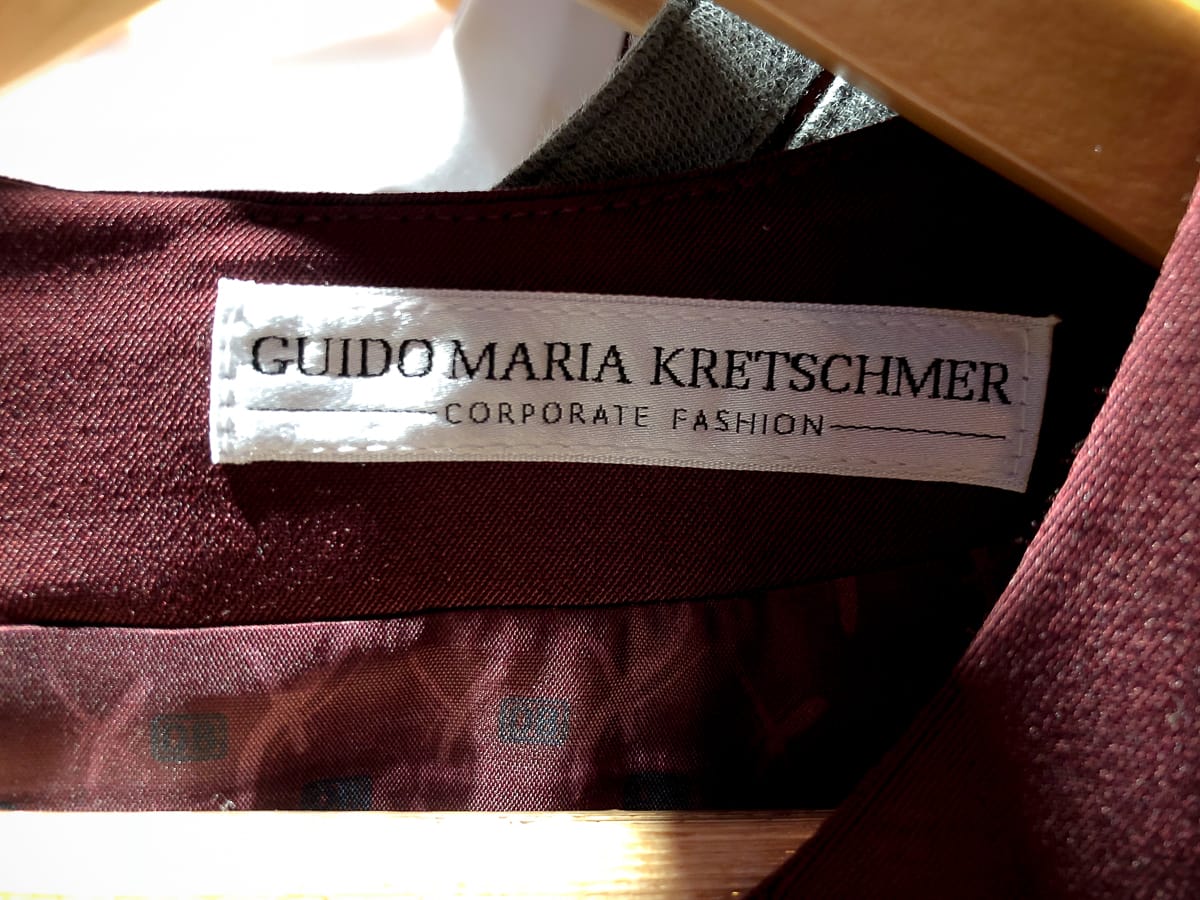 GUIDO MARIA KRETSCHMER
CORPORATE FASHION